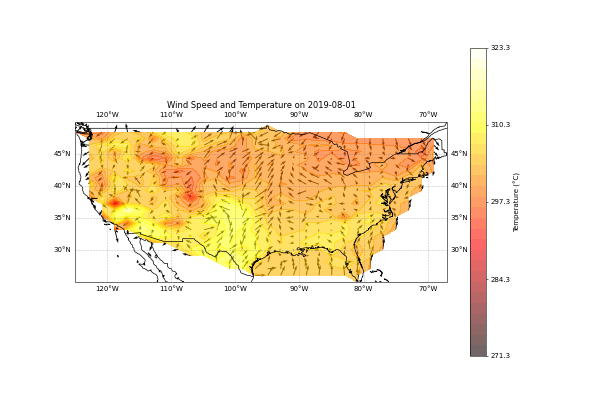 Wind Speed and Temperature on 2019-08-01
120°W 110°W 100°W 90°W 80°W 70°W
45°N 45°N
40°N 40°N
35°N 35°N
30°N 30°N
120°W 110°W 100°W 90°W 80°W 70°W
323.3
310.3
297.3
284.3
271.3
Temperature (°C)